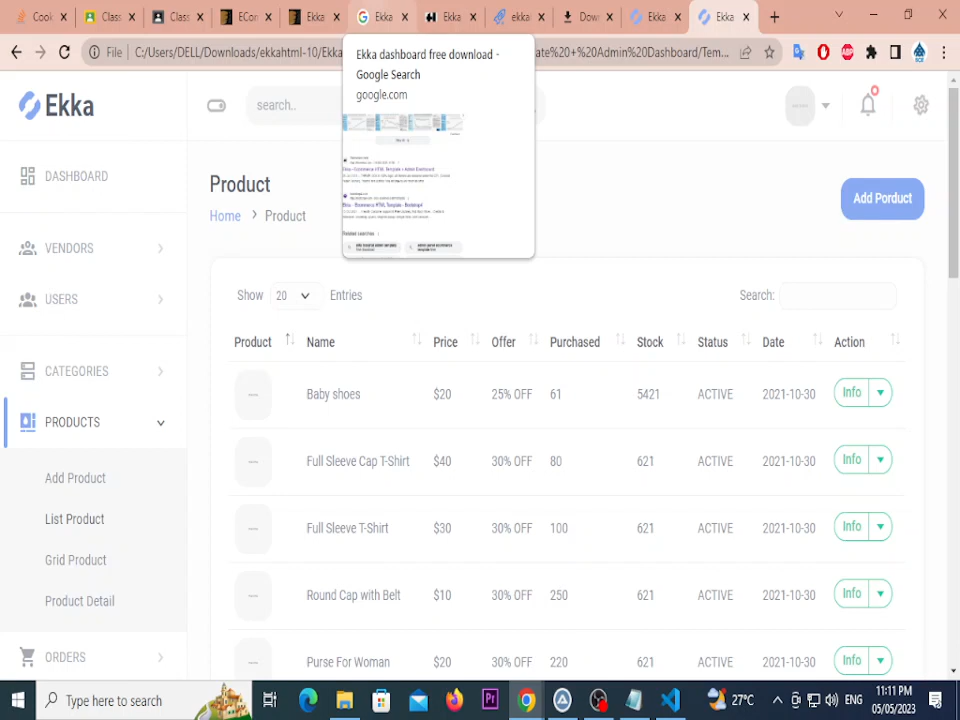 Cook
Class
Class
ECon
Ekka
Ekka
Ekka
ekkal
Dow
Ekka
Ekka
File
C:/Users/DELL/Downloads/ekkahtml-10/Ekka
ate%20+%20Admin%20Dashboard/Tem...
Ekka dashboard free download -
Google Search
google.com
Ekka
search..
DASHBOARD
VENDORS
USERS
CATEGORIES
PRODUCTS
Add Product
List Product
Grid Product
Product Detail
ORDERS
Product
Home > Product
Add Porduct
Show 20 Entries
Search:
Product Name Price Offer Purchased Stock Status Date Action
Baby shoes $20 25% OFF 61 5421 ACTIVE 2021-10-30 Info
Full Sleeve Cap T-Shirt $40 30% OFF 80 621 ACTIVE 2021-10-30 Info
Full Sleeve T-Shirt $30 30% OFF 100 621 ACTIVE 2021-10-30 Info
Round Cap with Belt $10 30% OFF 250 621 ACTIVE 2021-10-30 Info
Purse For Woman $20 30% OFF 220 621 ACTIVE 2021-10-30 Info
Type here to search
27°C
ENG
11:11 PM
05/05/2023